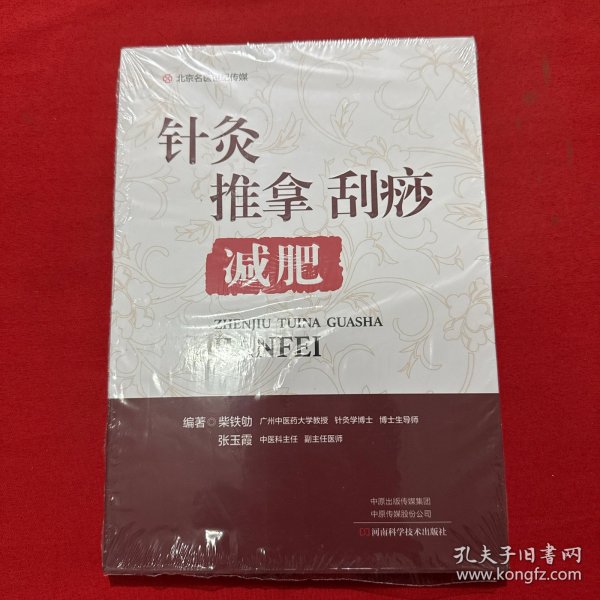 北京名医世纪传媒
针灸
推拿 刮痧
减肥
ZHENJIU TUINA GUASHA
JIANFEI
编著◎柴铁劬 广州中医药大学教授 针灸学博士 博士生导师
张玉霞 中医科主任 副主任医师
中原出版传媒集团
中原传媒股份公司
河南科学技术出版社
孔夫子旧书网
www.kongfz.com